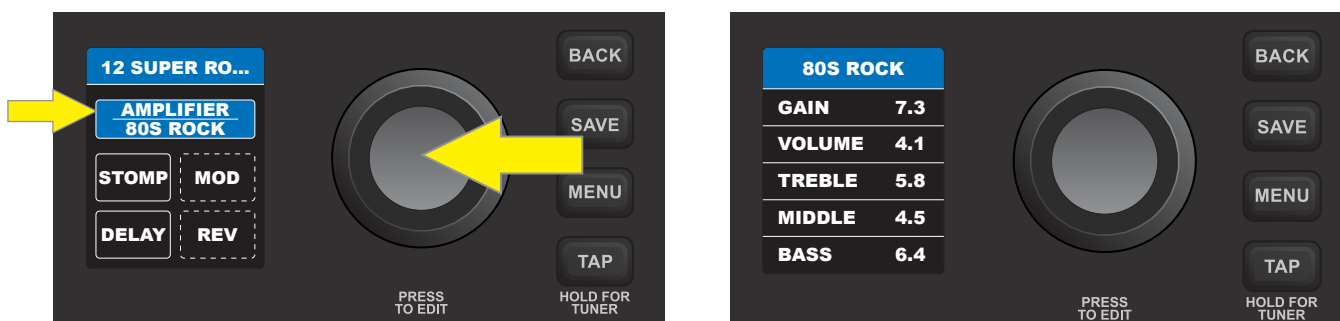 12 SUPER RO...
AMPLIFIER
80S ROCK
STOMP MOD
DELAY REV
BACK
SAVE
MENU
TAP
PRESS
TO EDIT
HOLD FOR
TUNER
80S ROCK
GAIN 7.3
VOLUME 4.1
TREBLE 5.8
MIDDLE 4.5
BASS 6.4
BACK
SAVE
MENU
TAP
PRESS
TO EDIT
HOLD FOR
TUNER